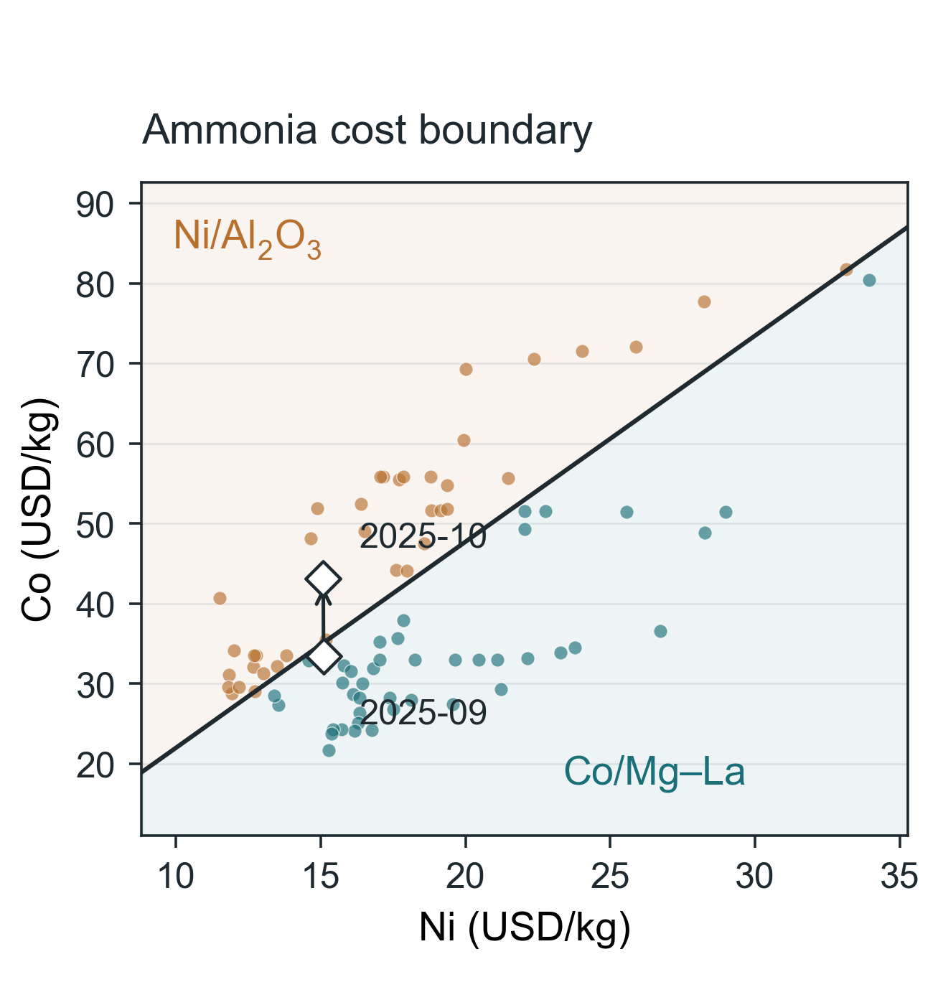 Ammonia cost boundary
Ni/Al₂O₃
90
80
70
60
50
40
30
20
Co (USD/kg)
2025-10
2025-09
Co/Mg–La
10 15 20 25 30 35
Ni (USD/kg)